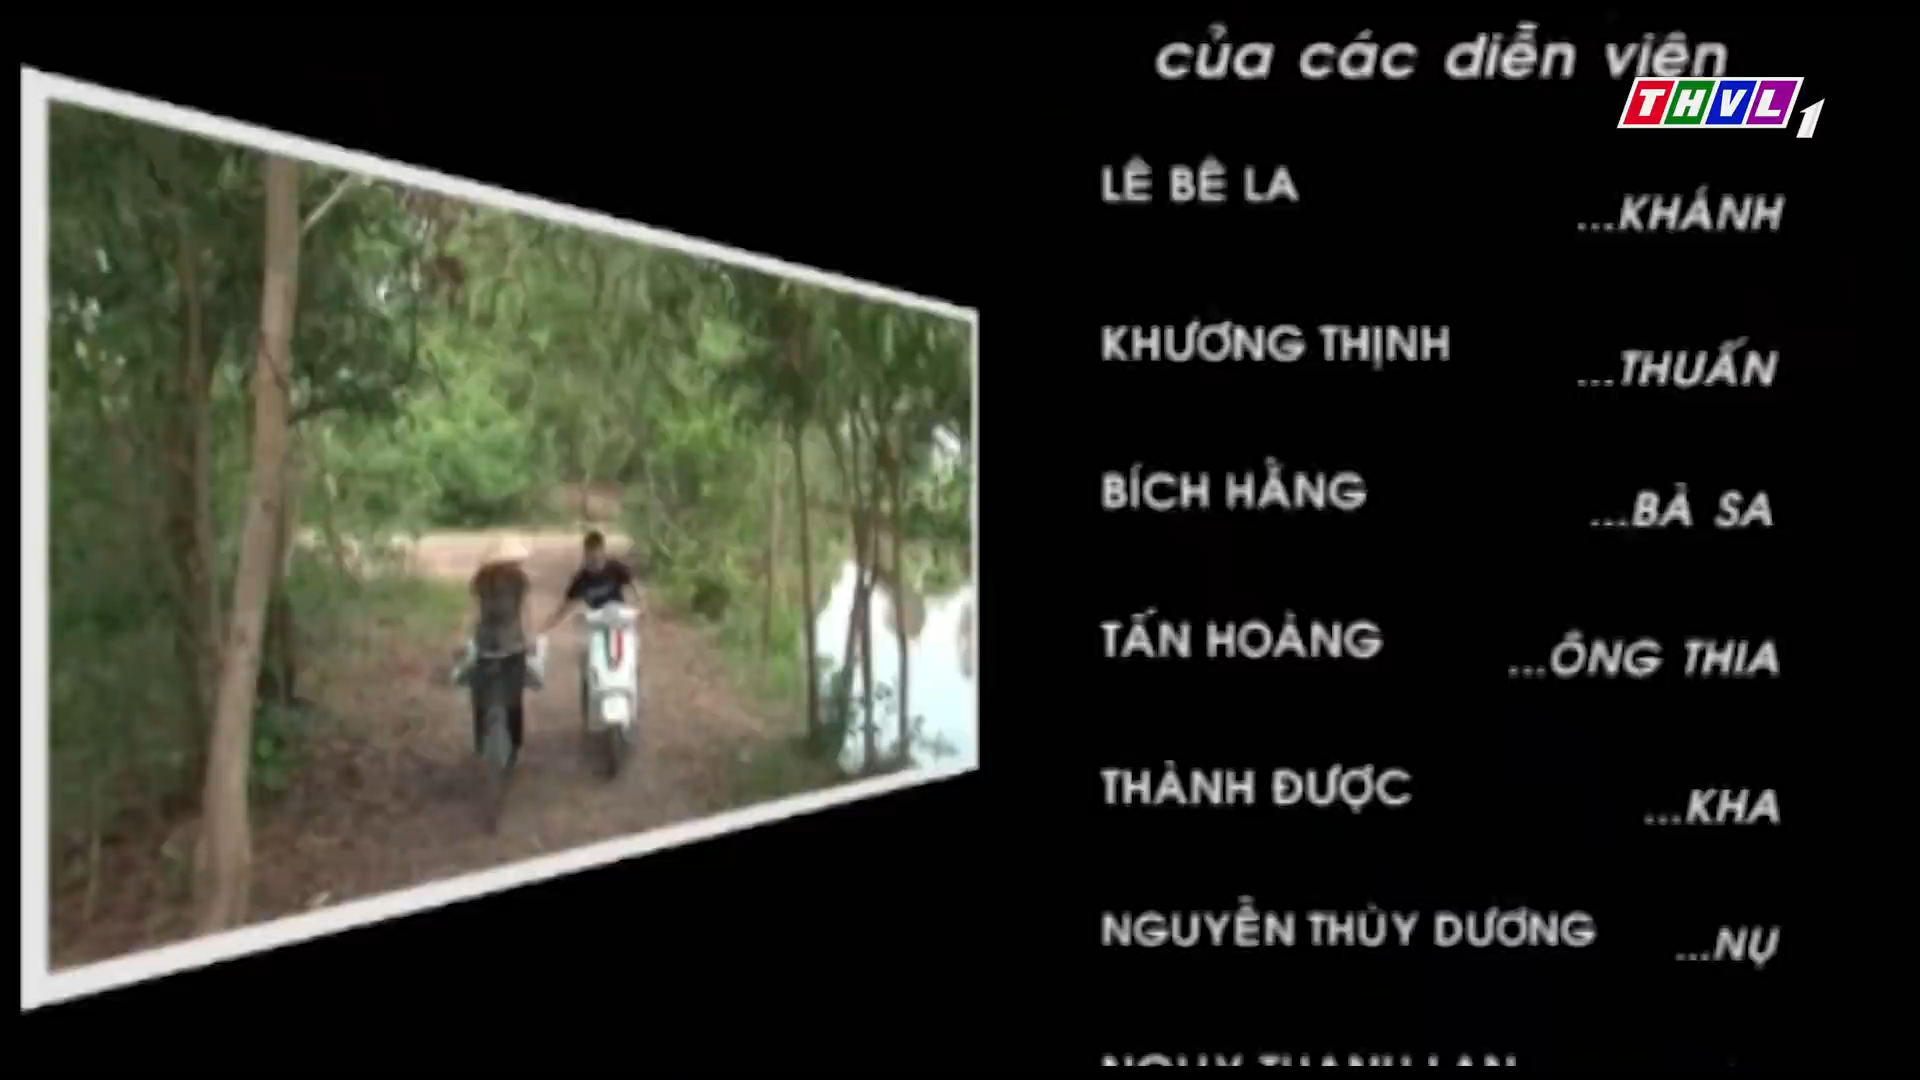 của các diễn viên
THVL1
LÊ BÊ LA ...KHÁNH
KHƯƠNG THỊNH ...THUẤN
BÍCH HẰNG ...BÀ SA
TẤN HOÀNG ...ÔNG THIA
THÀNH ĐƯỢC ...KHA
NGUYỄN THÙY DƯƠNG ...NỤ